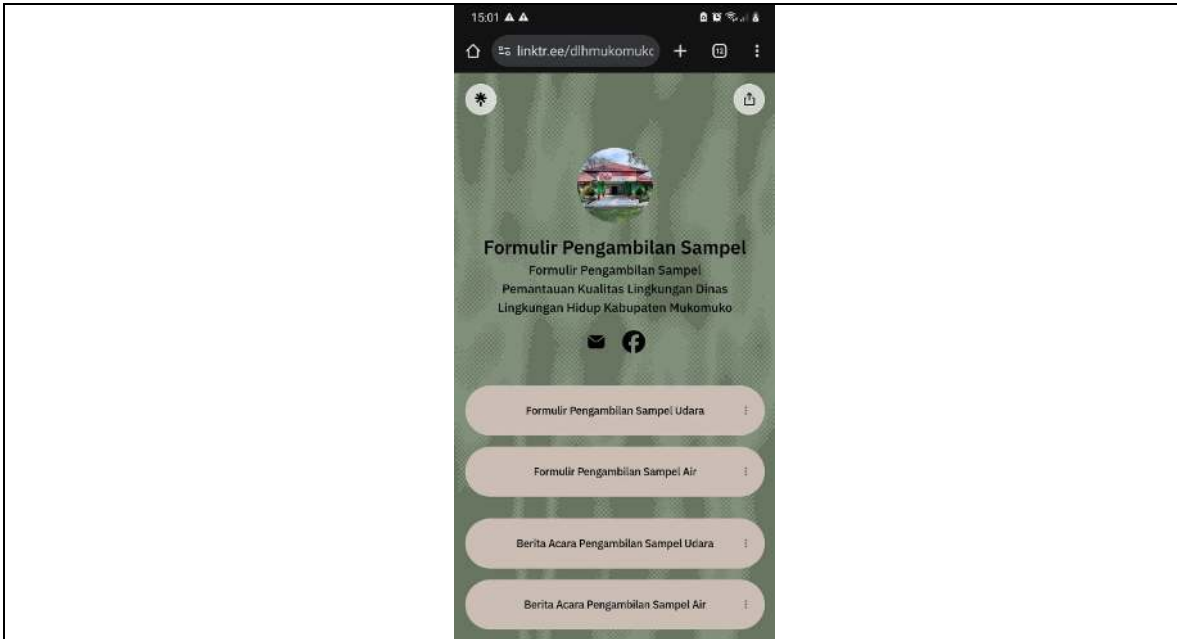 15:01
linktr.ee/dlhmukomukc
12
Formulir Pengambilan Sampel
Formulir Pengambilan Sampel
Pemantauan Kualitas Lingkungan Dinas
Lingkungan Hidup Kabupaten Mukomuko
Formulir Pengambilan Sampel Udara
Formulir Pengambilan Sampel Air
Berita Acara Pengambilan Sampel Udara
Berita Acara Pengambilan Sampel Air